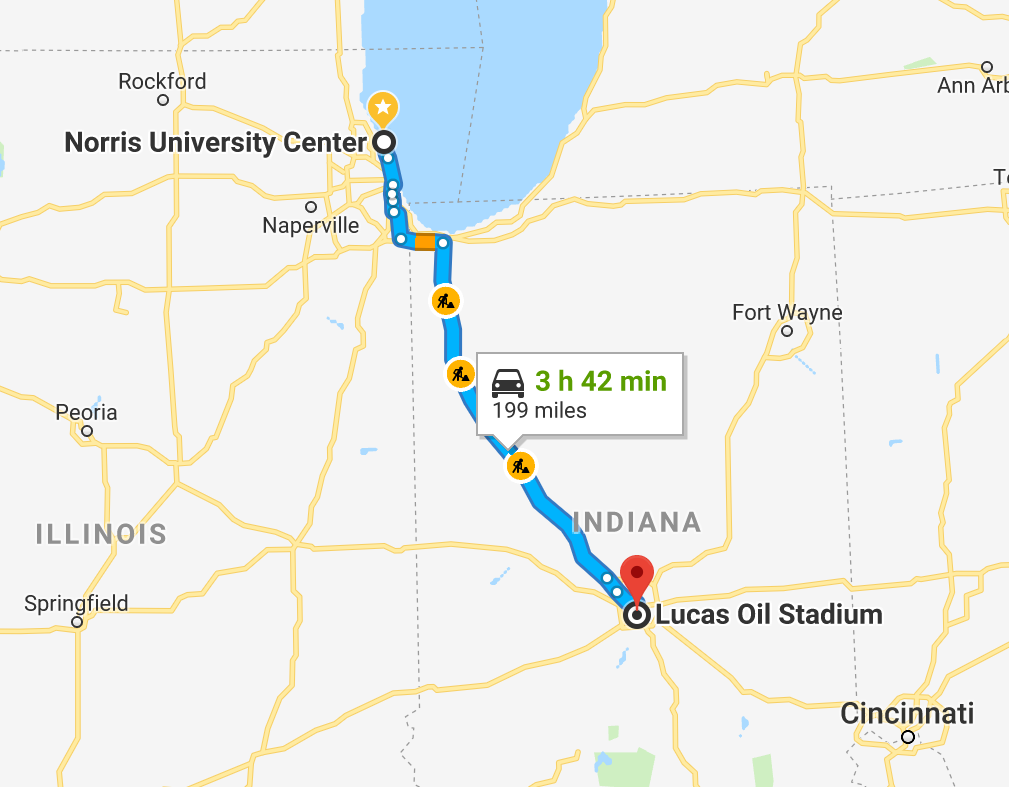 Rockford
Ann Arb
Norris University Center
Naperville
Fort Wayne
3 h 42 min
199 miles
Peoria
INDIANA
ILLINOIS
Springfield
Lucas Oil Stadium
Cincinnati